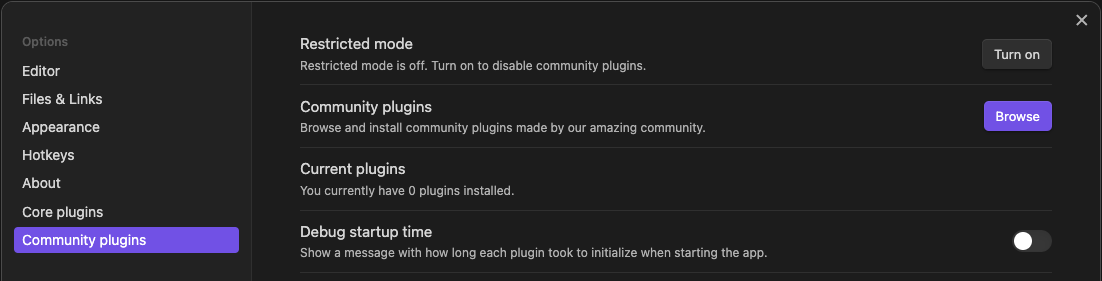 Options
Editor
Files & Links
Appearance
Hotkeys
About
Core plugins
Community plugins
Restricted mode
Restricted mode is off. Turn on to disable community plugins.
Turn on
Community plugins
Browse and install community plugins made by our amazing community.
Browse
Current plugins
You currently have 0 plugins installed.
Debug startup time
Show a message with how long each plugin took to initialize when starting the app.